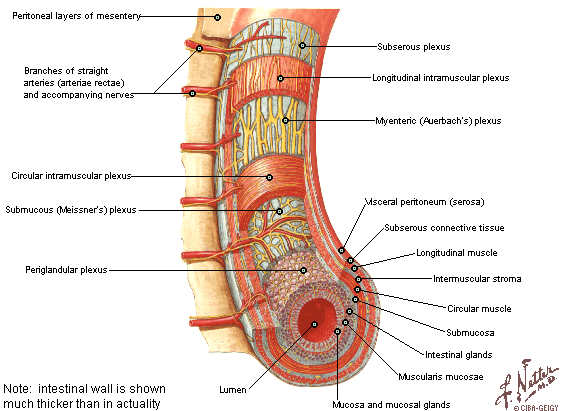 Peritoneal layers of mesentery
Subserous plexus
Branches of straight
arteries (arteriae rectae)
and accompanying nerves
Longitudinal intramuscular plexus
Myenteric (Auerbach's) plexus
Circular intramuscular plexus
Submucous (Meissner's) plexus
Visceral peritoneum (serosa)
Subserous connective tissue
Longitudinal muscle
Periglandular plexus
Intermuscular stroma
Circular muscle
Submucosa
Intestinal glands
Muscularis mucosae
Lumen
Mucosa and mucosal glands
Note: intestinal wall is shown
much thicker than in actuality
F. Netter
M.D.
© CIBA-GEIGY